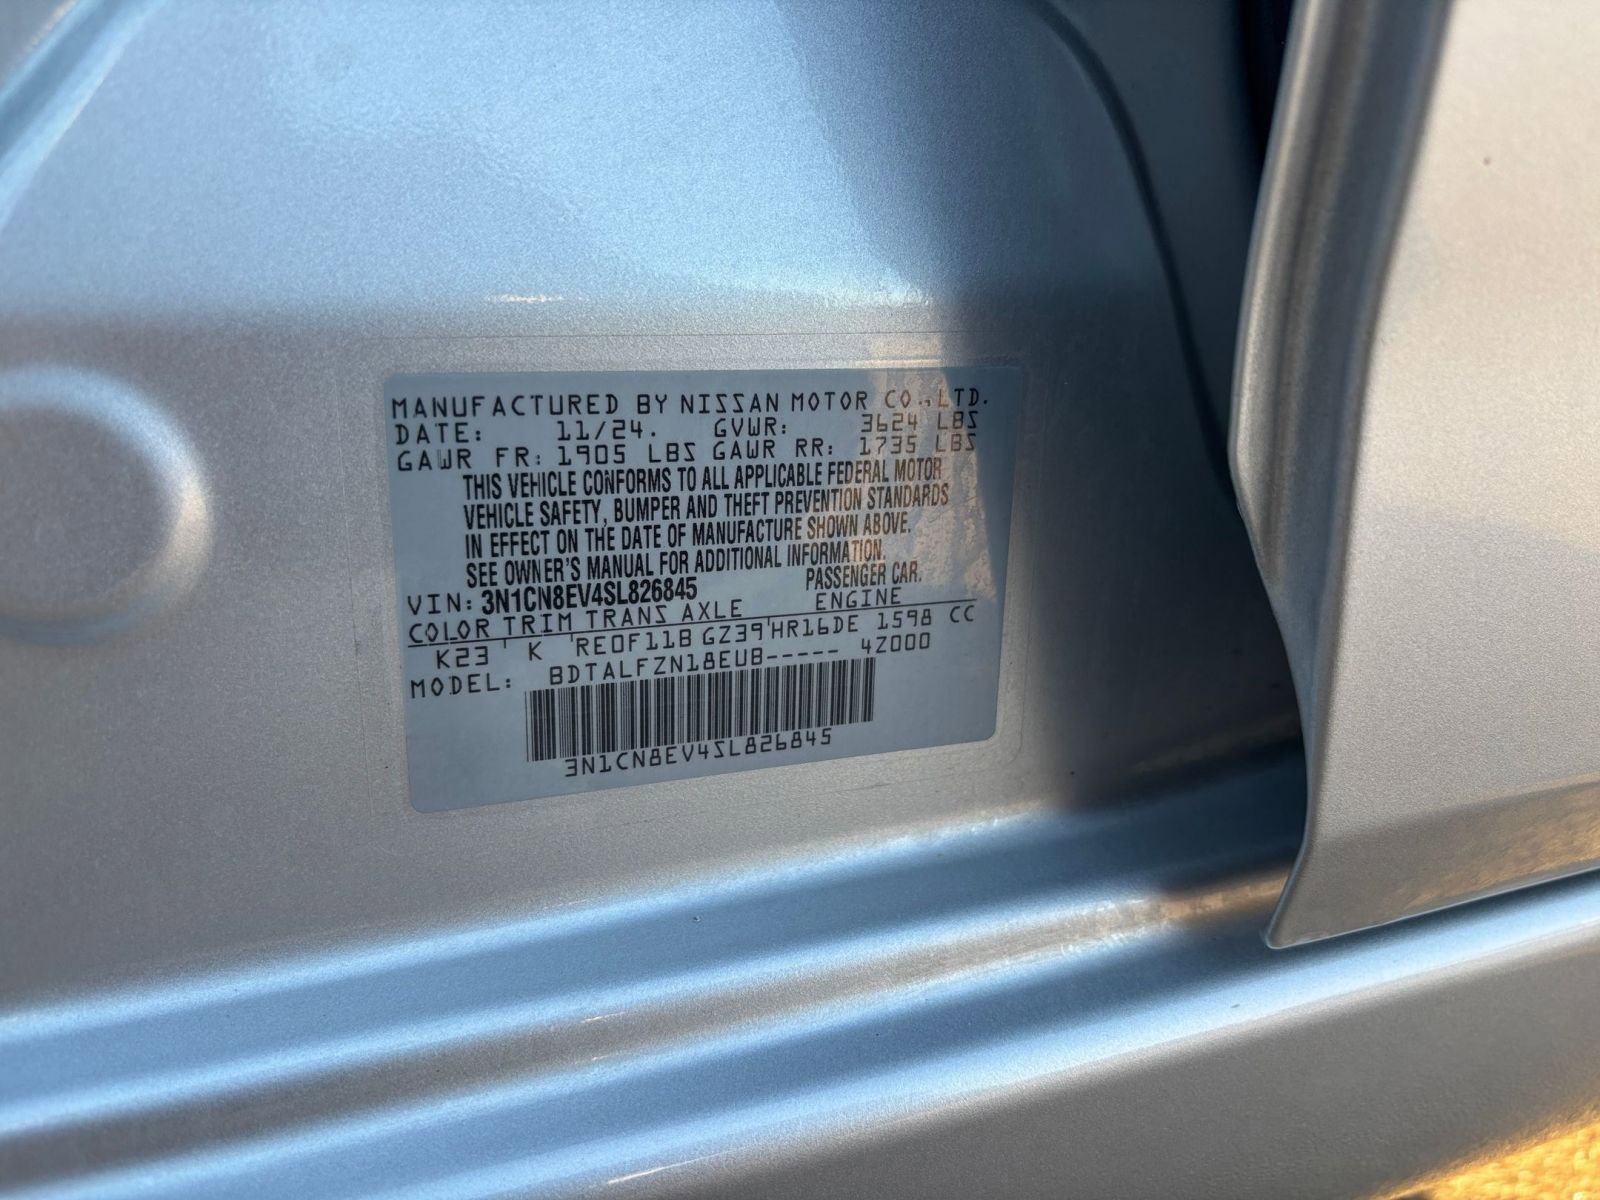 MANUFACTURED BY NISSAN MOTOR CO.,LTD.
DATE: 11/24. GVWR: 3624 LBS
GAWR FR: 1905 LBS GAWR RR: 1735 LBS
THIS VEHICLE CONFORMS TO ALL APPLICABLE FEDERAL MOTOR
VEHICLE SAFETY, BUMPER AND THEFT PREVENTION STANDARDS
IN EFFECT ON THE DATE OF MANUFACTURE SHOWN ABOVE.
SEE OWNER'S MANUAL FOR ADDITIONAL INFORMATION.
VIN: 3N1CN8EV4SL826845 PASSENGER CAR.
COLOR TRIM TRANS AXLE ENGINE
K23 K RE0F11B GZ39 HR16DE 1598 CC
MODEL: BDTALFZN18EUB----- 4Z000
3N1CN8EV4SL826845